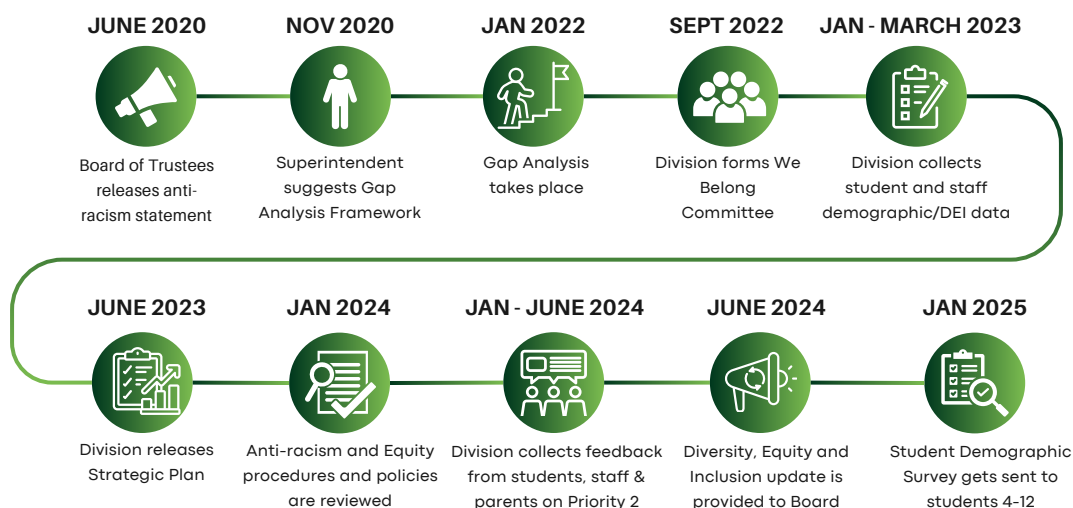 JUNE 2020
Board of Trustees
releases anti-
racism statement
NOV 2020
Superintendent
suggests Gap
Analysis Framework
JAN 2022
Gap Analysis
takes place
SEPT 2022
Division forms We
Belong
Committee
JAN - MARCH 2023
Division collects
student and staff
demographic/DEI data
JUNE 2023
Division releases
Strategic Plan
JAN 2024
Anti-racism and Equity
procedures and policies
are reviewed
JAN - JUNE 2024
Division collects feedback
from students, staff &
parents on Priority 2
JUNE 2024
Diversity, Equity and
Inclusion update is
provided to Board
JAN 2025
Student Demographic
Survey gets sent to
students 4-12